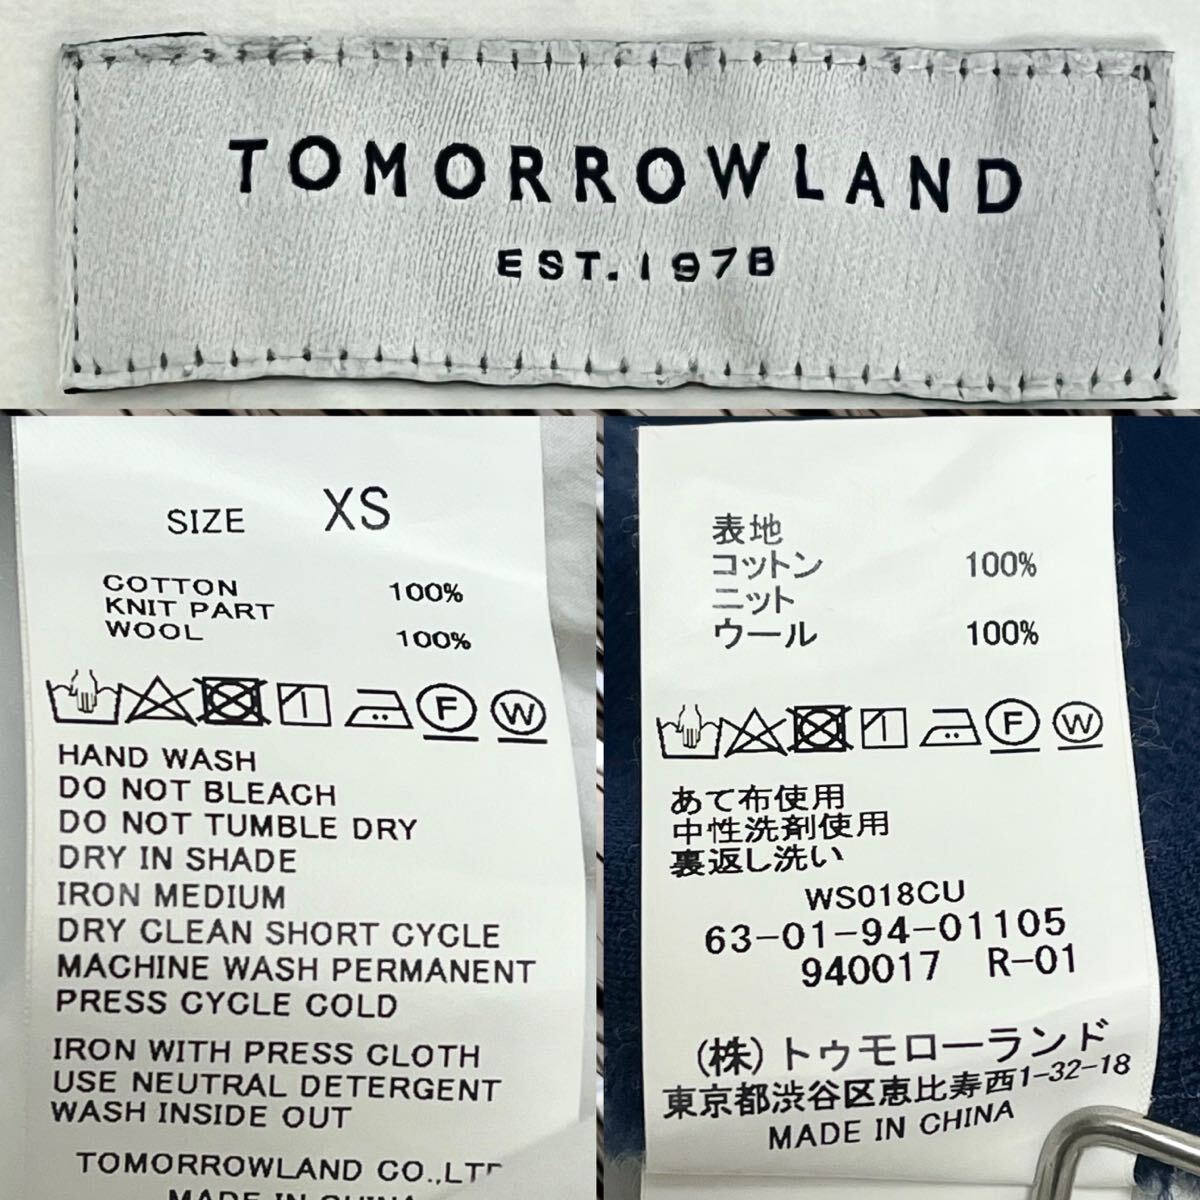 TOMORROWLAND
EST. 1978
SIZE XS
COTTON 100%
KNIT PART
WOOL 100%
F W
HAND WASH
DO NOT BLEACH
DO NOT TUMBLE DRY
DRY IN SHADE
IRON MEDIUM
DRY CLEAN SHORT CYCLE
MACHINE WASH PERMANENT
PRESS CYCLE COLD
IRON WITH PRESS CLOTH
USE NEUTRAL DETERGENT
WASH INSIDE OUT
TOMORROWLAND CO.,LT
MADE IN CHINA
表地
コットン 100%
ニット
ウール 100%
F W
あて布使用
中性洗剤使用
裏返し洗い
WS018CU
63-01-94-01105
940017 R-01
(株)トゥモローランド
東京都渋谷区恵比寿西1-32-18
MADE IN CHINA